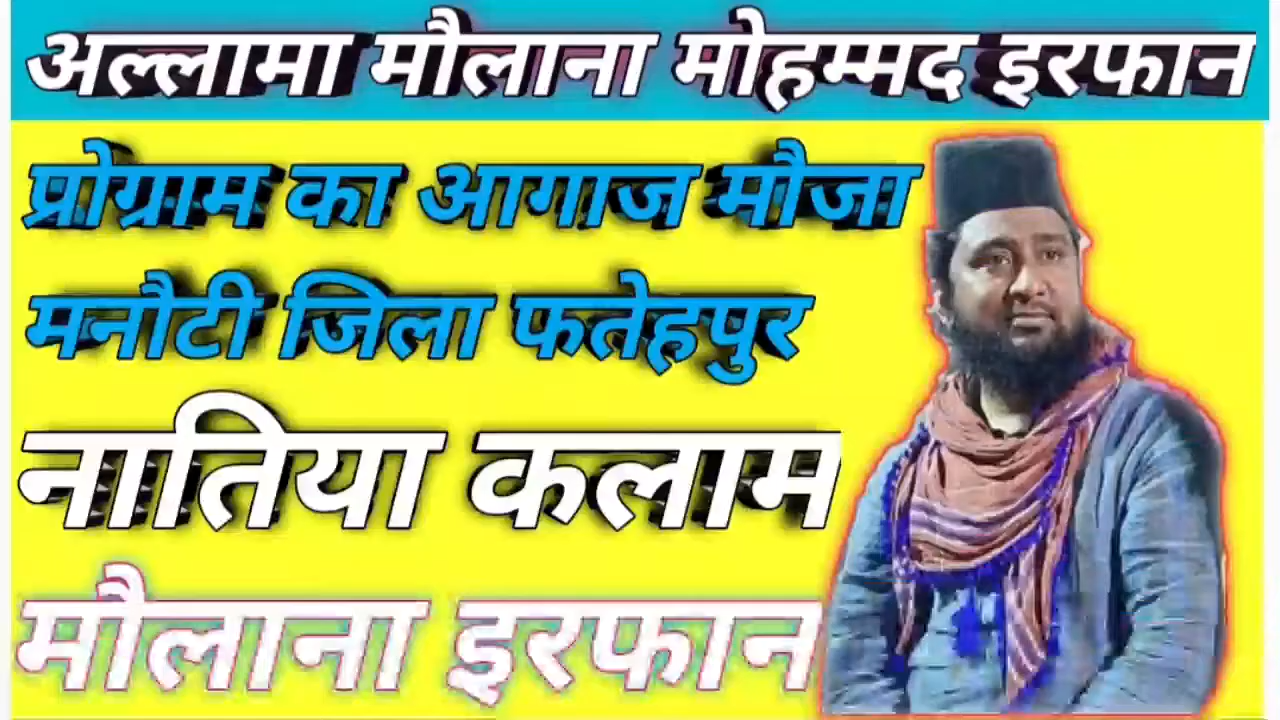 अल्लामा मौलाना मोहम्मद इरफान
प्रोग्राम का आगाज मौजा
मनौटी जिला फतेहपुर
नातिया कलाम
मौलाना इरफान